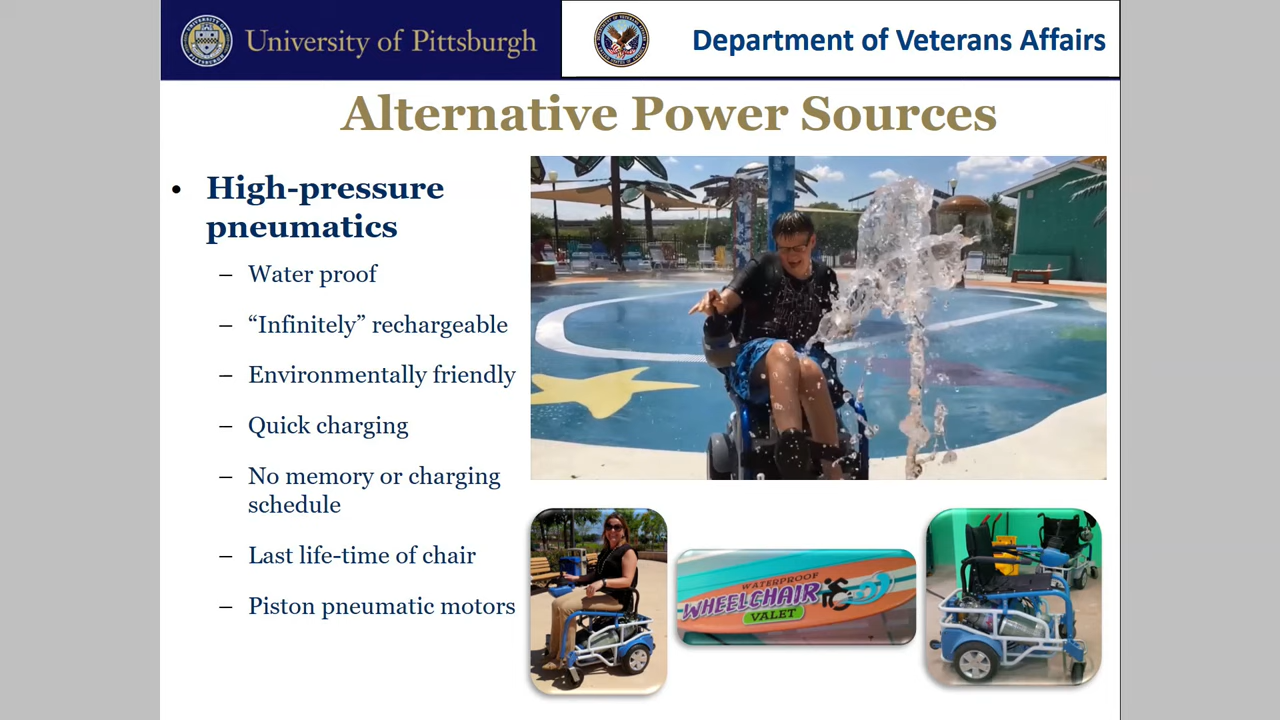 University of Pittsburgh
Department of Veterans Affairs
Alternative Power Sources
• High-pressure
pneumatics
– Water proof
– “Infinitely” rechargeable
– Environmentally friendly
– Quick charging
– No memory or charging
schedule
– Last life-time of chair
– Piston pneumatic motors
WATERPROOF
WHEELCHAIR
VALET